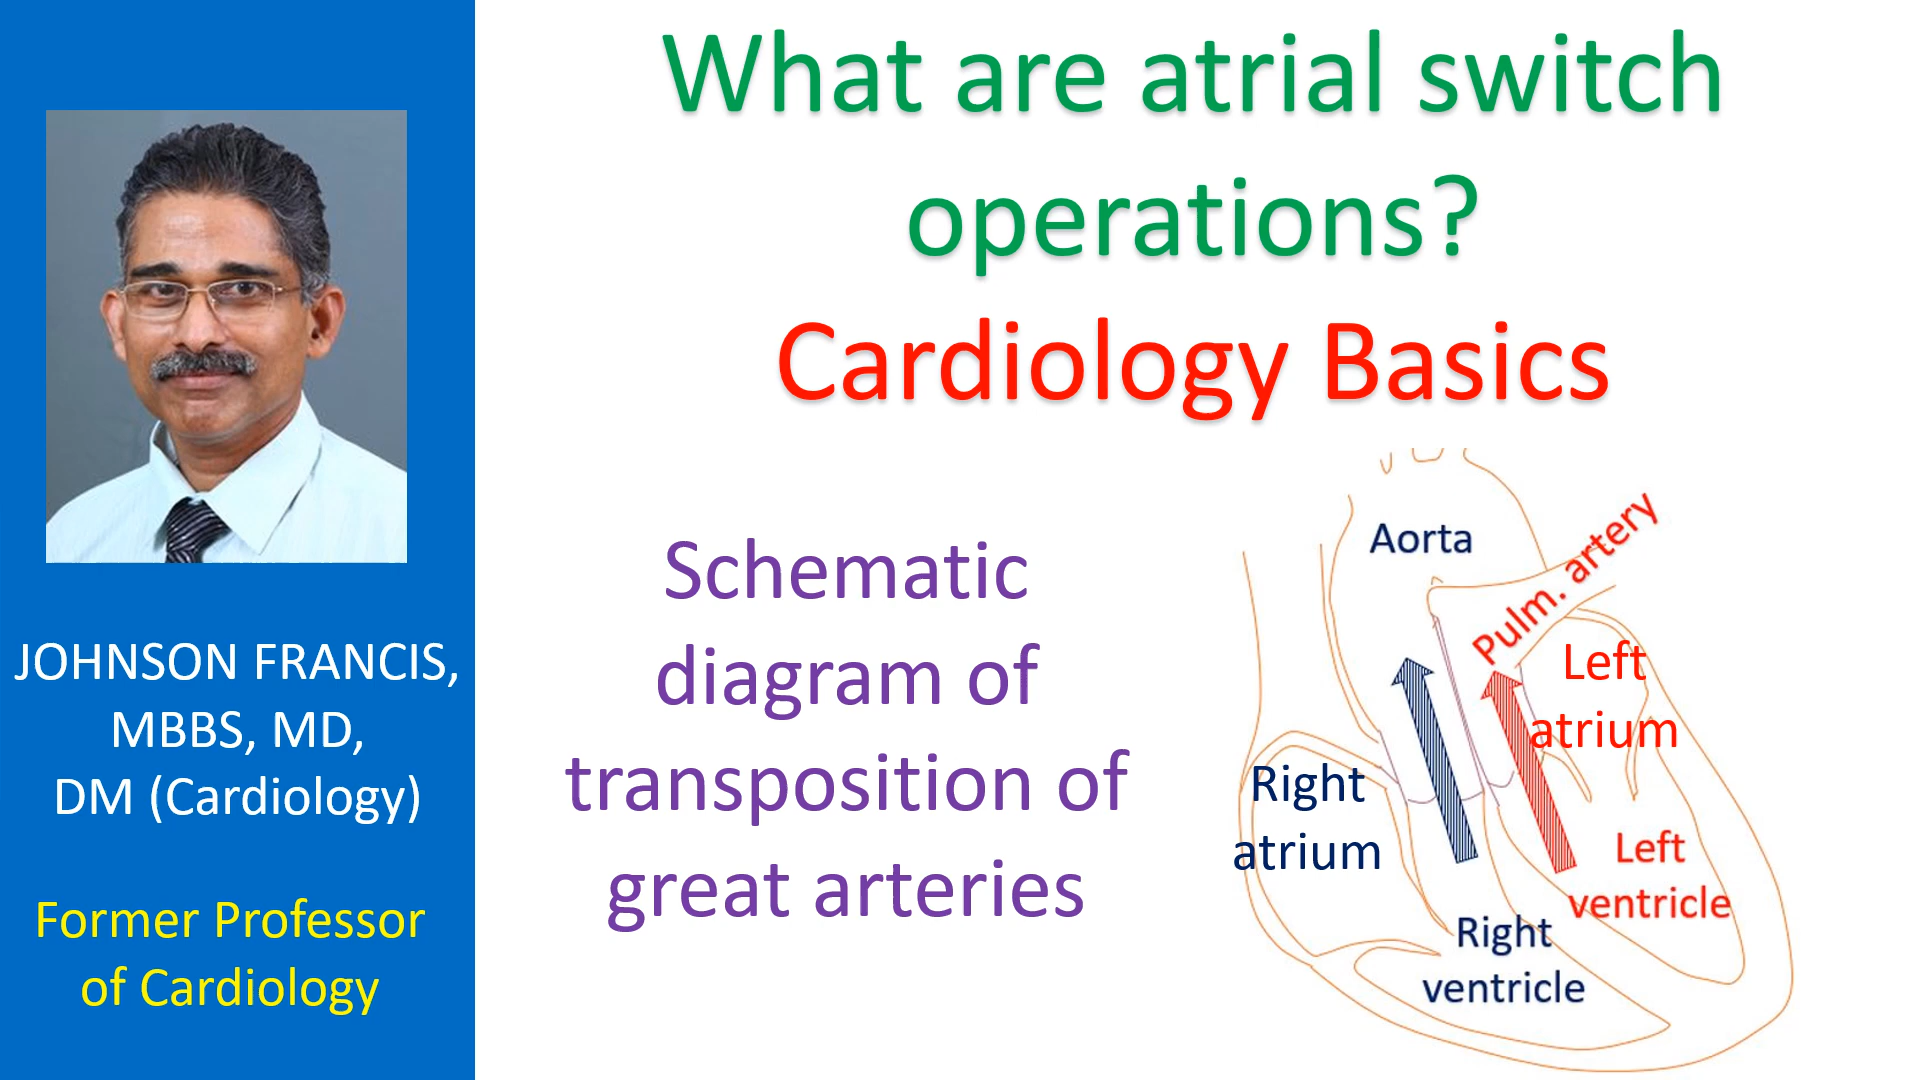 What are atrial switch
operations?
Cardiology Basics
JOHNSON FRANCIS,
MBBS, MD,
DM (Cardiology)
Former Professor
of Cardiology
Schematic
diagram of
transposition of
great arteries
Aorta
Pulm. artery
Left
atrium
Right
atrium
Left
ventricle
Right
ventricle